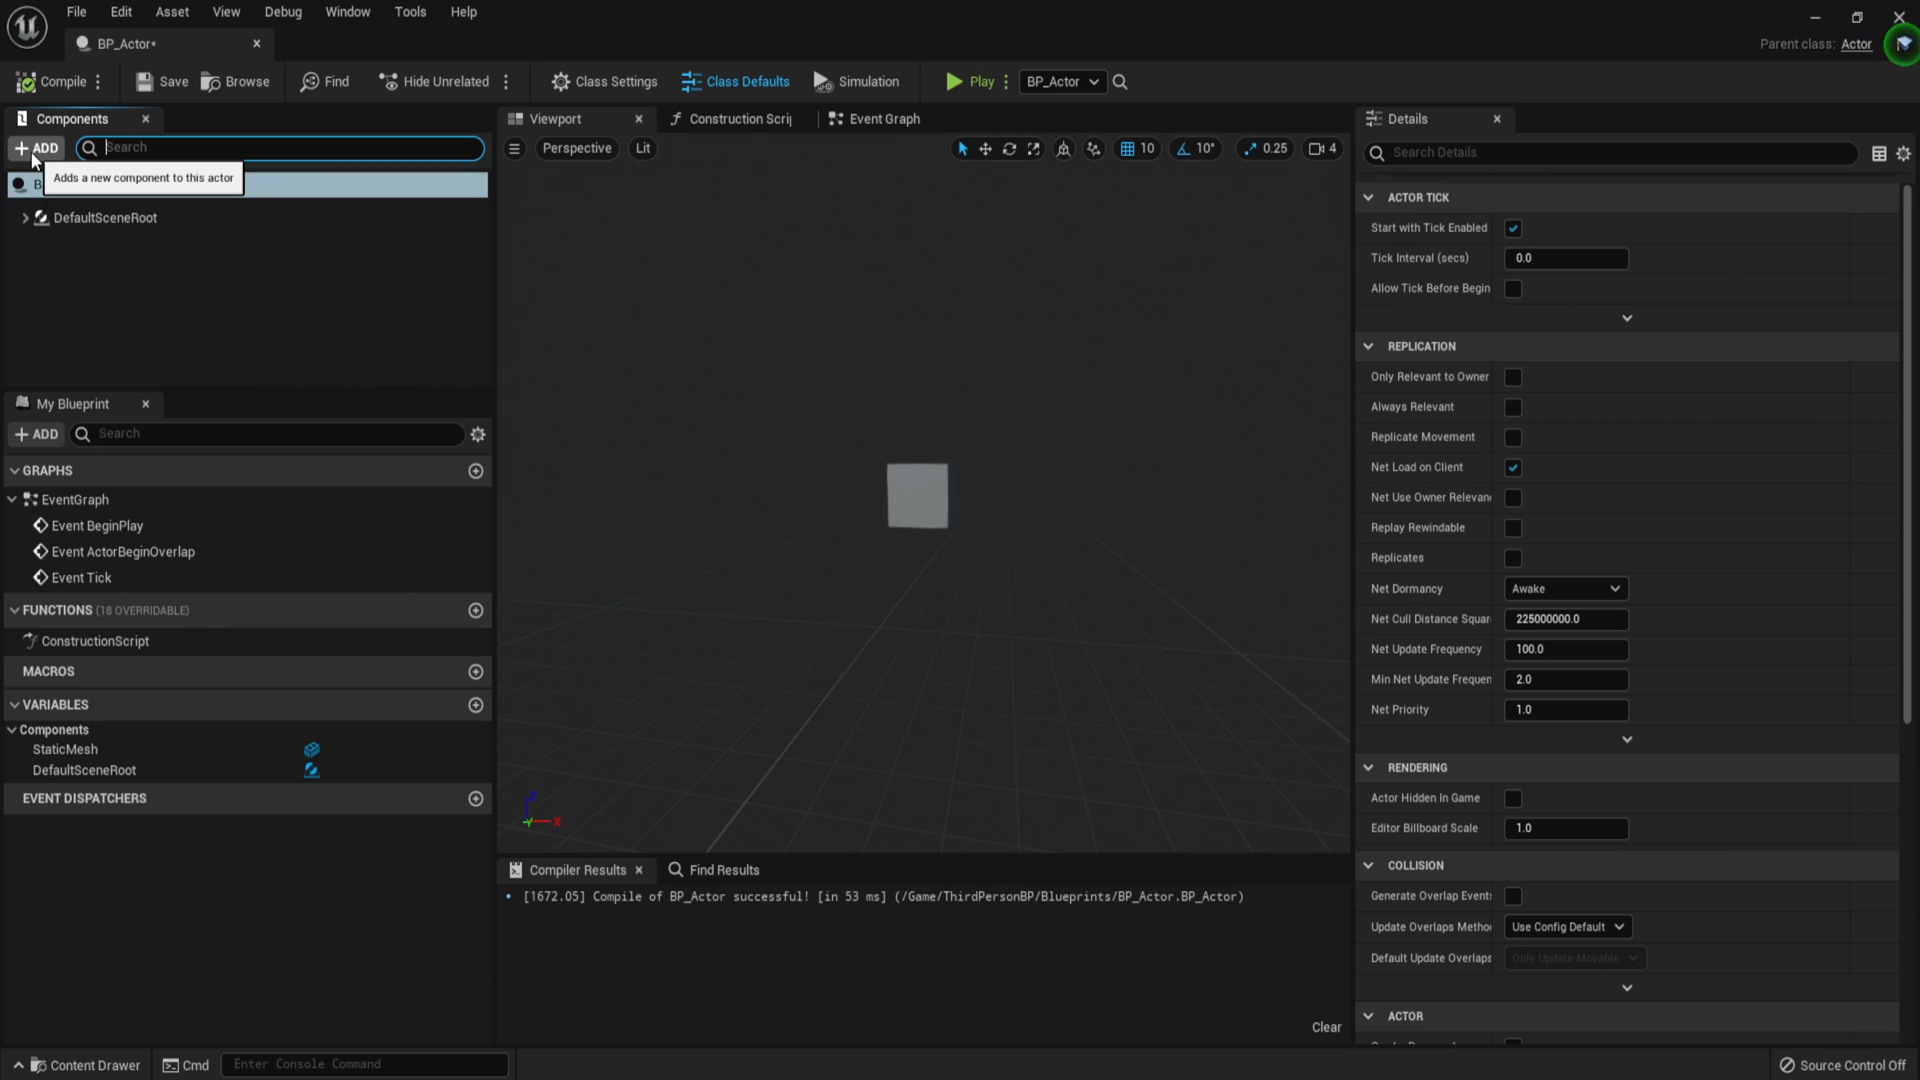 File Edit View Asset Debug Window Tools Help
BP_Actor*
Parent class: Actor
Compile Save Browse Find Hide Unrelated Class Settings Class Defaults Simulation Play BP_Actor
Components
+ ADD Search
Adds a new component to this actor
DefaultSceneRoot
My Blueprint
+ ADD Search
GRAPHS
EventGraph
Event BeginPlay
Event ActorBeginOverlap
Event Tick
FUNCTIONS (18 OVERRIDABLE)
ConstructionScript
MACROS
VARIABLES
Components
StaticMesh
DefaultSceneRoot
EVENT DISPATCHERS
Viewport Construction Scrip Event Graph
Perspective Lit 10 10° 0.25 4
Z
X
Compiler Results Find Results
• [1672.05] Compile of BP_Actor successful! [in 53 ms] (/Game/ThirdPersonBP/Blueprints/BP_Actor.BP_Actor)
Clear
Details
Search Details
ACTOR TICK
Start with Tick Enabled
Tick Interval (secs) 0.0
Allow Tick Before Begin
REPLICATION
Only Relevant to Owner
Always Relevant
Replicate Movement
Net Load on Client
Net Use Owner Relevan
Replay Rewindable
Replicates
Net Dormancy Awake
Net Cull Distance Squar 225000000.0
Net Update Frequency 100.0
Min Net Update Frequen 2.0
Net Priority 1.0
RENDERING
Actor Hidden In Game
Editor Billboard Scale 1.0
COLLISION
Generate Overlap Events
Update Overlaps Metho Use Config Default
Default Update Overlaps Only Update Movable
ACTOR
Content Drawer Cmd Enter Console Command
Source Control Off